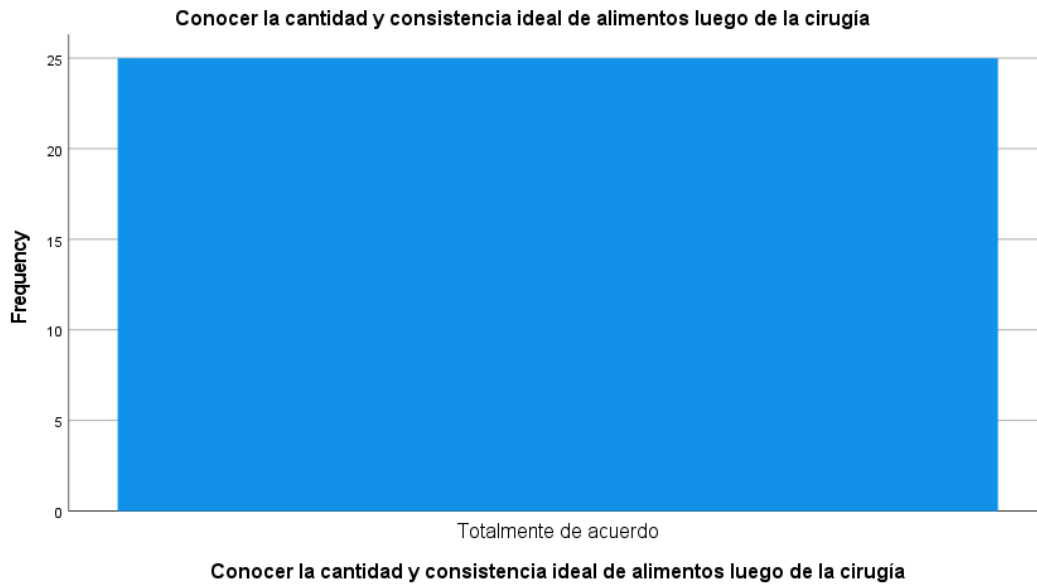 Conocer la cantidad y consistencia ideal de alimentos luego de la cirugía
25
20
15
10
5
0
Frequency
Totalmente de acuerdo
Conocer la cantidad y consistencia ideal de alimentos luego de la cirugía